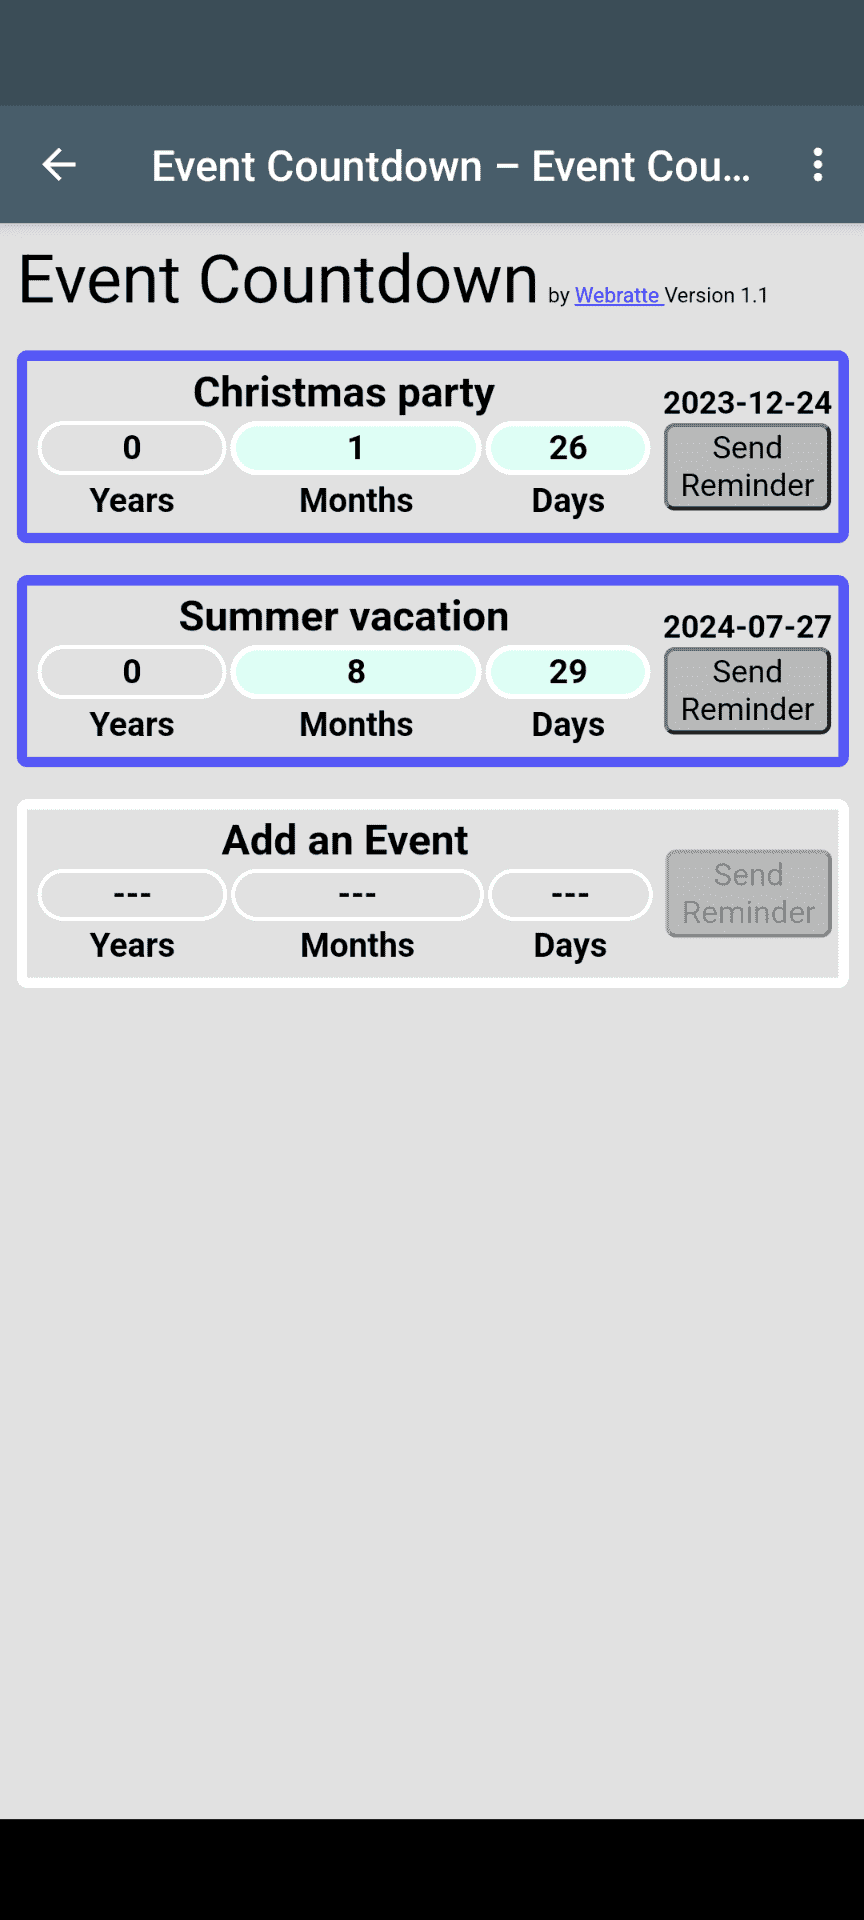 Event Countdown – Event Cou...
Event Countdown by Webratte Version 1.1
Christmas party
2023-12-24
0 1 26
Years Months Days
Send
Reminder
Summer vacation
2024-07-27
0 8 29
Years Months Days
Send
Reminder
Add an Event
--- --- ---
Years Months Days
Send
Reminder